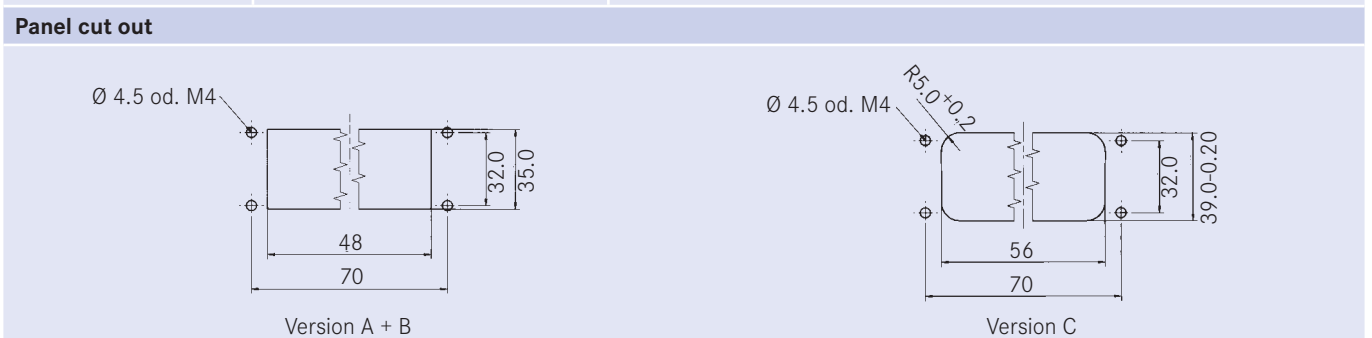 Panel cut out
Ø 4.5 od. M4
32.0
35.0
48
70
Version A + B
Ø 4.5 od. M4
R5.0+0.2
32.0
39.0-0.20
56
70
Version C